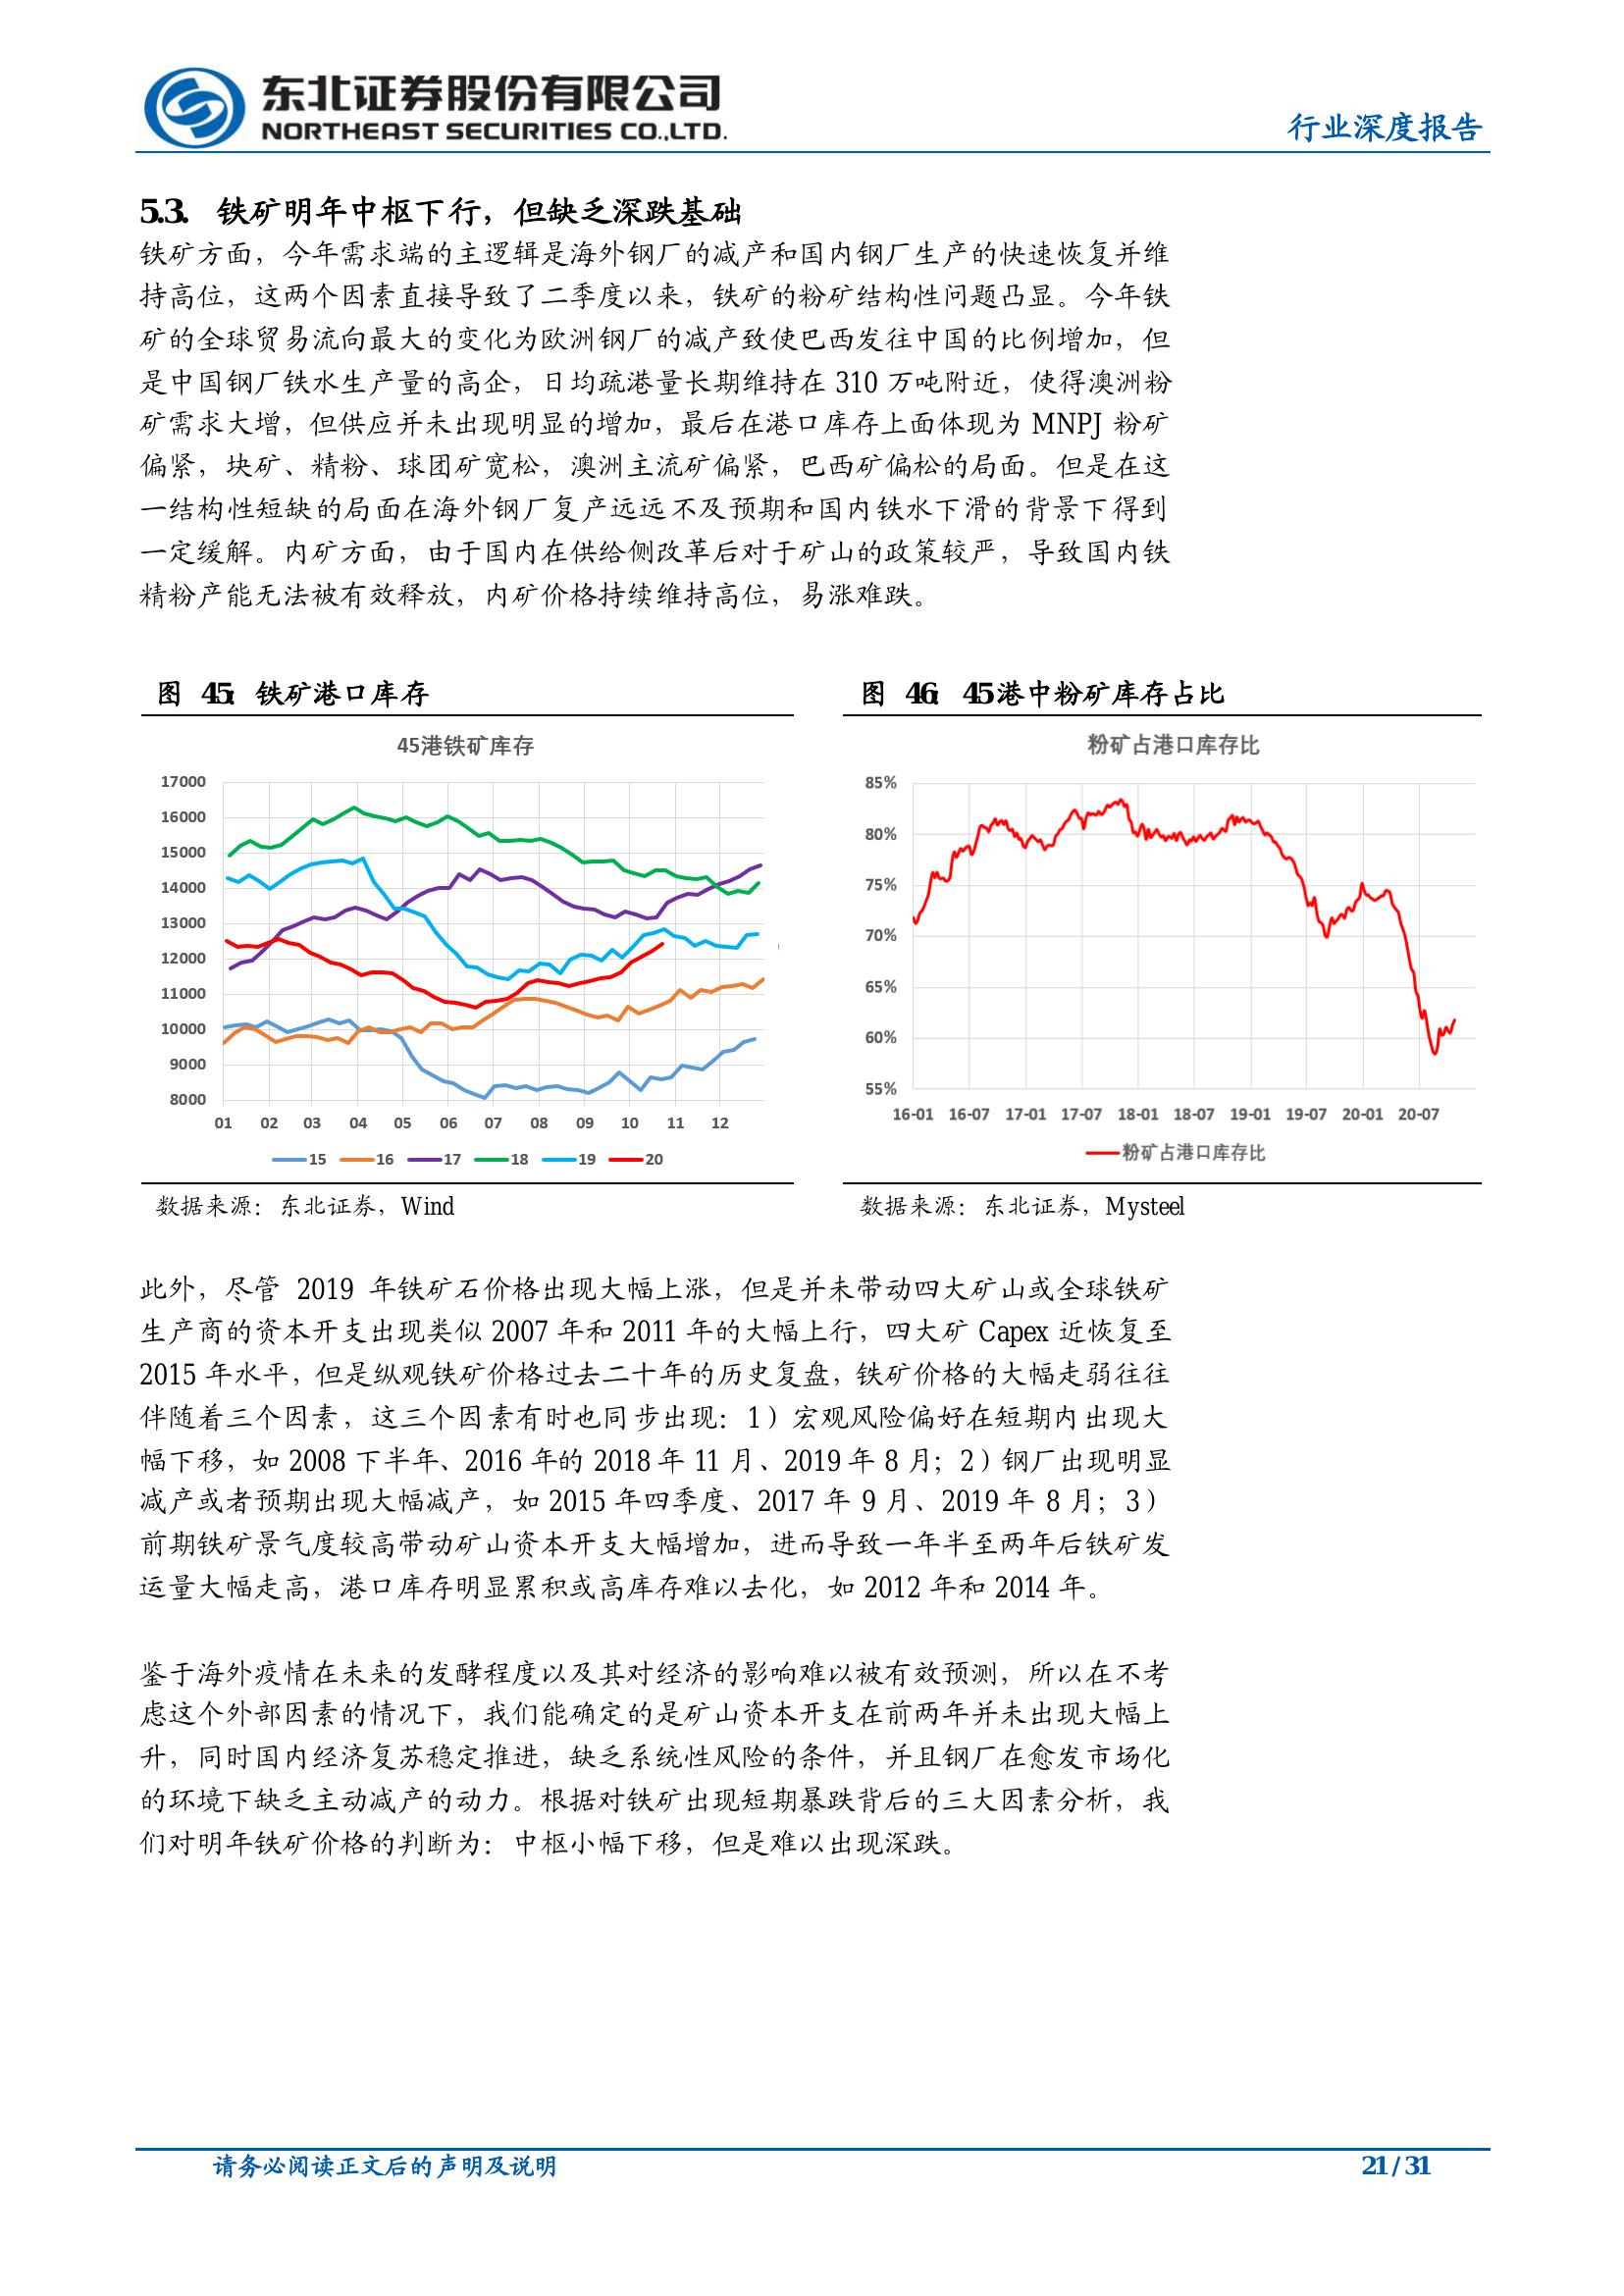 东北证券股份有限公司
NORTHEAST SECURITIES CO.,LTD.
行业深度报告
5.3. 铁矿明年中枢下行，但缺乏深跌基础
铁矿方面，今年需求端的主逻辑是海外钢厂的减产和国内钢厂生产的快速恢复并维
持高位，这两个因素直接导致了二季度以来，铁矿的粉矿结构性问题凸显。今年铁
矿的全球贸易流向最大的变化为欧洲钢厂的减产致使巴西发往中国的比例增加，但
是中国钢厂铁水生产量的高企，日均疏港量长期维持在 310 万吨附近，使得澳洲粉
矿需求大增，但供应并未出现明显的增加，最后在港口库存上面体现为 MNPJ 粉矿
偏紧，块矿、精粉、球团矿宽松，澳洲主流矿偏紧，巴西矿偏松的局面。但是在这
一结构性短缺的局面在海外钢厂复产远远不及预期和国内铁水下滑的背景下得到
一定缓解。内矿方面，由于国内在供给侧改革后对于矿山的政策较严，导致国内铁
精粉产能无法被有效释放，内矿价格持续维持高位，易涨难跌。
图 45：铁矿港口库存
45港铁矿库存
17000
16000
15000
14000
13000
12000
11000
10000
9000
8000
01 02 03 04 05 06 07 08 09 10 11 12
15 16 17 18 19 20
数据来源：东北证券，Wind
图 46：45 港中粉矿库存占比
粉矿占港口库存比
85%
80%
75%
70%
65%
60%
55%
16-01 16-07 17-01 17-07 18-01 18-07 19-01 19-07 20-01 20-07
粉矿占港口库存比
数据来源：东北证券，Mysteel
此外，尽管 2019 年铁矿石价格出现大幅上涨，但是并未带动四大矿山或全球铁矿
生产商的资本开支出现类似 2007 年和 2011 年的大幅上行，四大矿 Capex 近恢复至
2015 年水平，但是纵观铁矿价格过去二十年的历史复盘，铁矿价格的大幅走弱往往
伴随着三个因素，这三个因素有时也同步出现：1）宏观风险偏好在短期内出现大
幅下移，如 2008 下半年、2016 年的 2018 年 11 月、2019 年 8 月；2）钢厂出现明显
减产或者预期出现大幅减产，如 2015 年四季度、2017 年 9 月、2019 年 8 月；3）
前期铁矿景气度较高带动矿山资本开支大幅增加，进而导致一年半至两年后铁矿发
运量大幅走高，港口库存明显累积或高库存难以去化，如 2012 年和 2014 年。
鉴于海外疫情在未来的发酵程度以及其对经济的影响难以被有效预测，所以在不考
虑这个外部因素的情况下，我们能确定的是矿山资本开支在前两年并未出现大幅上
升，同时国内经济复苏稳定推进，缺乏系统性风险的条件，并且钢厂在愈发市场化
的环境下缺乏主动减产的动力。根据对铁矿出现短期暴跌背后的三大因素分析，我
们对明年铁矿价格的判断为：中枢小幅下移，但是难以出现深跌。
请务必阅读正文后的声明及说明
21 / 31